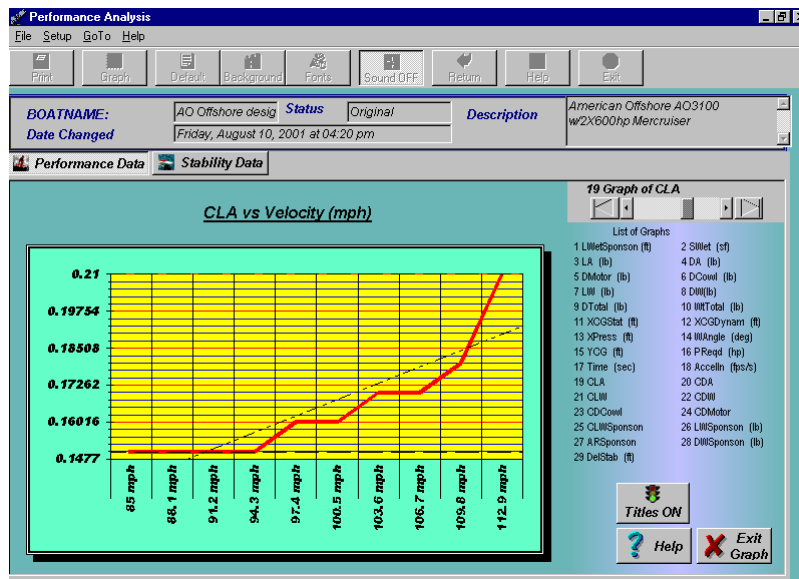 Performance Analysis
File Setup GoTo Help
Print Graph Default Background Fonts Sound OFF Return Help Exit
BOATNAME: AO Offshore desig Status Original Description American Offshore AO3100
w/2X600hp Mercruiser
Date Changed Friday, August 10, 2001 at 04:20 pm
Performance Data Stability Data
19 Graph of CLA
CLA vs Velocity (mph)
0.21
0.19754
0.18508
0.17262
0.16016
0.1477
85 mph
88.1 mph
91.2 mph
94.3 mph
97.4 mph
100.5 mph
103.6 mph
106.7 mph
109.8 mph
112.9 mph
List of Graphs
1 LWetSponson (ft) 2 SWet (sf)
3 LA (lb) 4 DA (lb)
5 DMotor (lb) 6 DCowl (lb)
7 LW (lb) 8 DW(lb)
9 DTotal (lb) 10 WtTotal (lb)
11 XCGStat (ft) 12 XCGDynam (ft)
13 XPress (ft) 14 WAngle (deg)
15 YCG (ft) 16 PReqd (hp)
17 Time (sec) 18 Acceln (fps/s)
19 CLA 20 CDA
21 CLW 22 CDW
23 CDCowl 24 CDMotor
25 CLWSponson 26 LWSponson (lb)
27 ARSponson 28 DWSponson (lb)
29 DelStab (ft)
Titles ON
Help
Exit
Graph